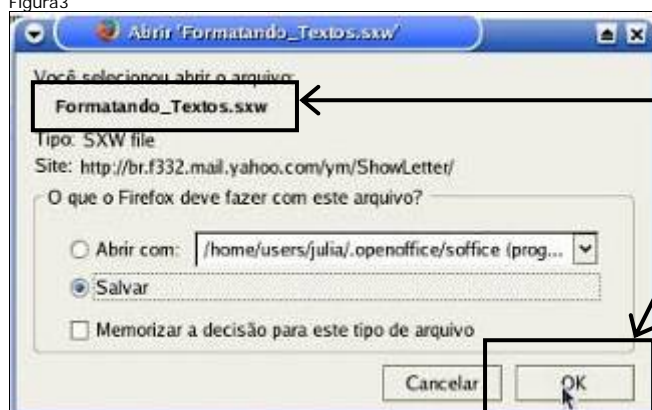 Figura3
Abrir 'Formatando_Textos.sxw'
Você selecionou abrir o arquivo:
Formatando_Textos.sxw
Tipo: SXW file
Site: http://br.f332.mail.yahoo.com/ym/ShowLetter/
O que o Firefox deve fazer com este arquivo?
Abrir com: /home/users/julia/.openoffice/soffice (prog...
Salvar
Memorizar a decisão para este tipo de arquivo
Cancelar OK